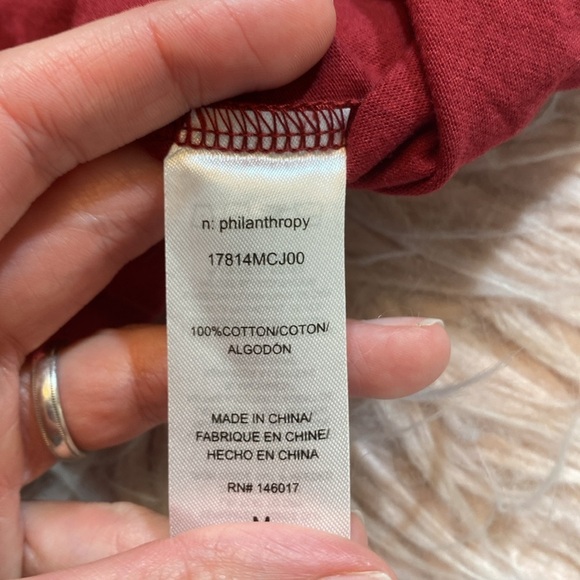 n: philanthropy
17814MCJ00
100%COTTON/COTON/
ALGODÓN
MADE IN CHINA/
FABRIQUE EN CHINE/
HECHO EN CHINA
RN# 146017
M